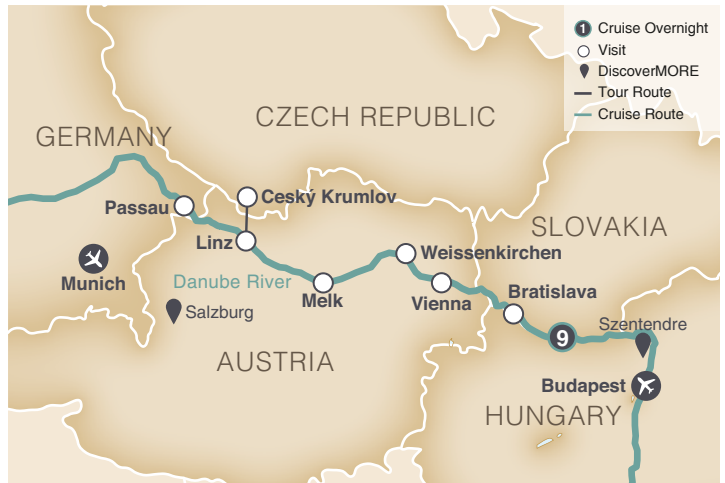 1 Cruise Overnight
Visit
DiscoverMORE
Tour Route
Cruise Route
CZECH REPUBLIC
GERMANY
Český Krumlov
Passau
SLOVAKIA
Linz
Weissenkirchen
Munich
Danube River
Melk
Vienna
Bratislava
Salzburg
Szentendre
9
AUSTRIA
Budapest
HUNGARY